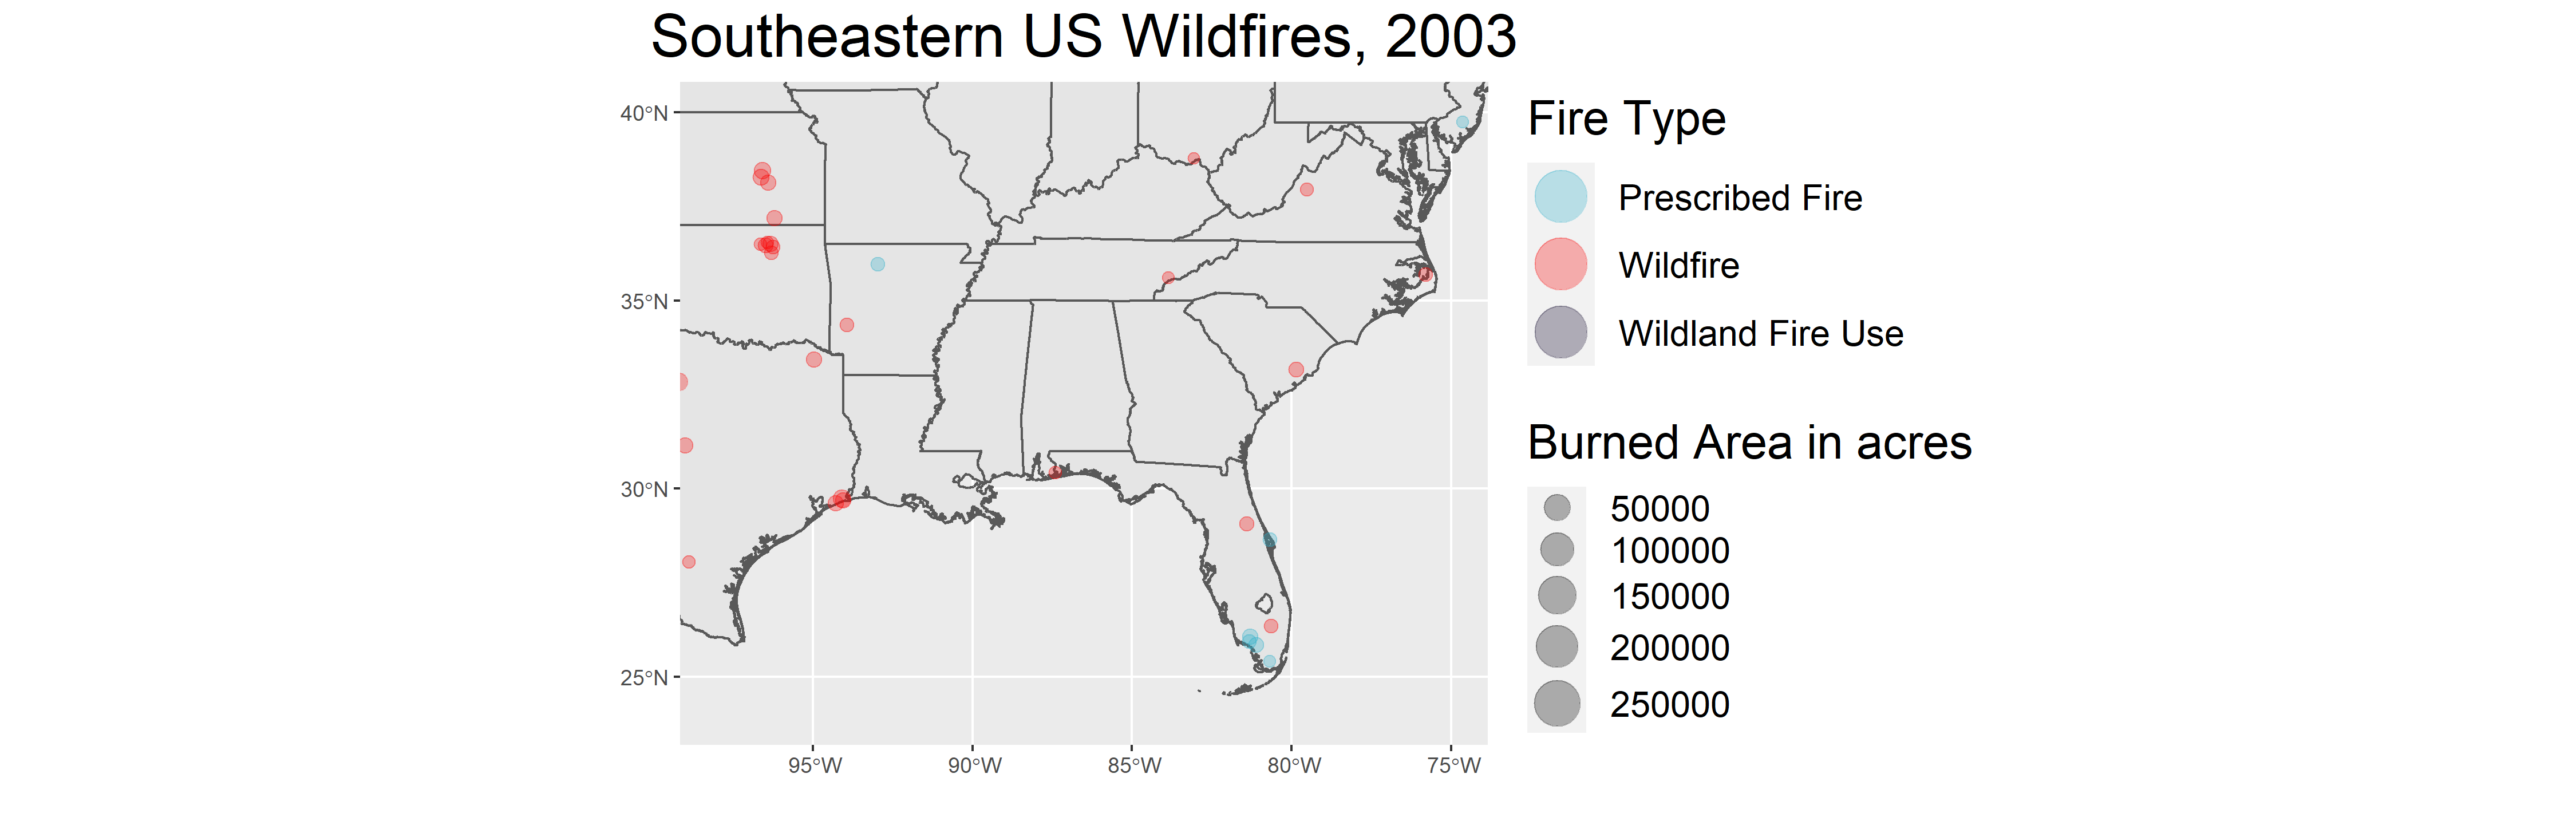 Southeastern US Wildfires, 2003
40°N
35°N
30°N
25°N
95°W
90°W
85°W
80°W
75°W
Fire Type
Prescribed Fire
Wildfire
Wildland Fire Use
Burned Area in acres
50000
100000
150000
200000
250000